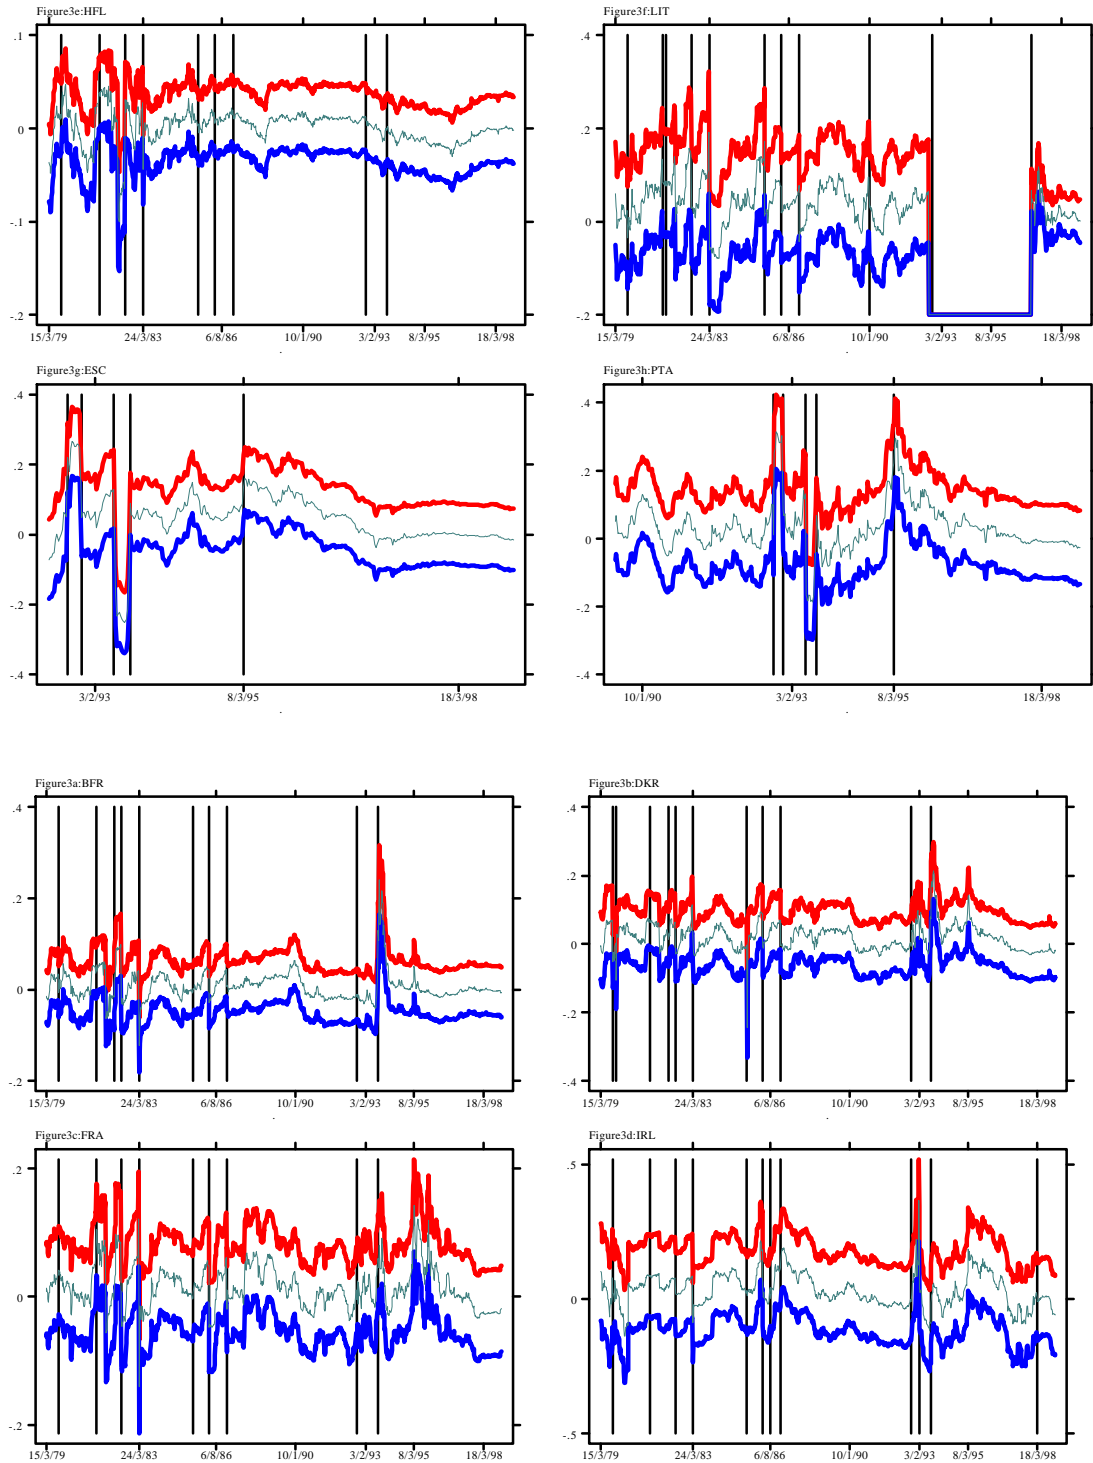 Figure3e:HFL
.1
0
-.1
-.2
15/3/79 24/3/83 6/8/86 10/1/90 3/2/93 8/3/95 18/3/98
Figure3f:LIT
.4
.2
0
-.2
15/3/79 24/3/83 6/8/86 10/1/90 3/2/93 8/3/95 18/3/98
Figure3g:ESC
.4
.2
0
-.2
-.4
3/2/93 8/3/95 18/3/98
Figure3h:PTA
.4
.2
0
-.2
-.4
10/1/90 3/2/93 8/3/95 18/3/98
Figure3a:BFR
.4
.2
0
-.2
15/3/79 24/3/83 6/8/86 10/1/90 3/2/93 8/3/95 18/3/98
Figure3b:DKR
.4
.2
0
-.2
-.4
15/3/79 24/3/83 6/8/86 10/1/90 3/2/93 8/3/95 18/3/98
Figure3c:FRA
.2
0
-.2
15/3/79 24/3/83 6/8/86 10/1/90 3/2/93 8/3/95 18/3/98
Figure3d:IRL
.5
0
-.5
15/3/79 24/3/83 6/8/86 10/1/90 3/2/93 8/3/95 18/3/98